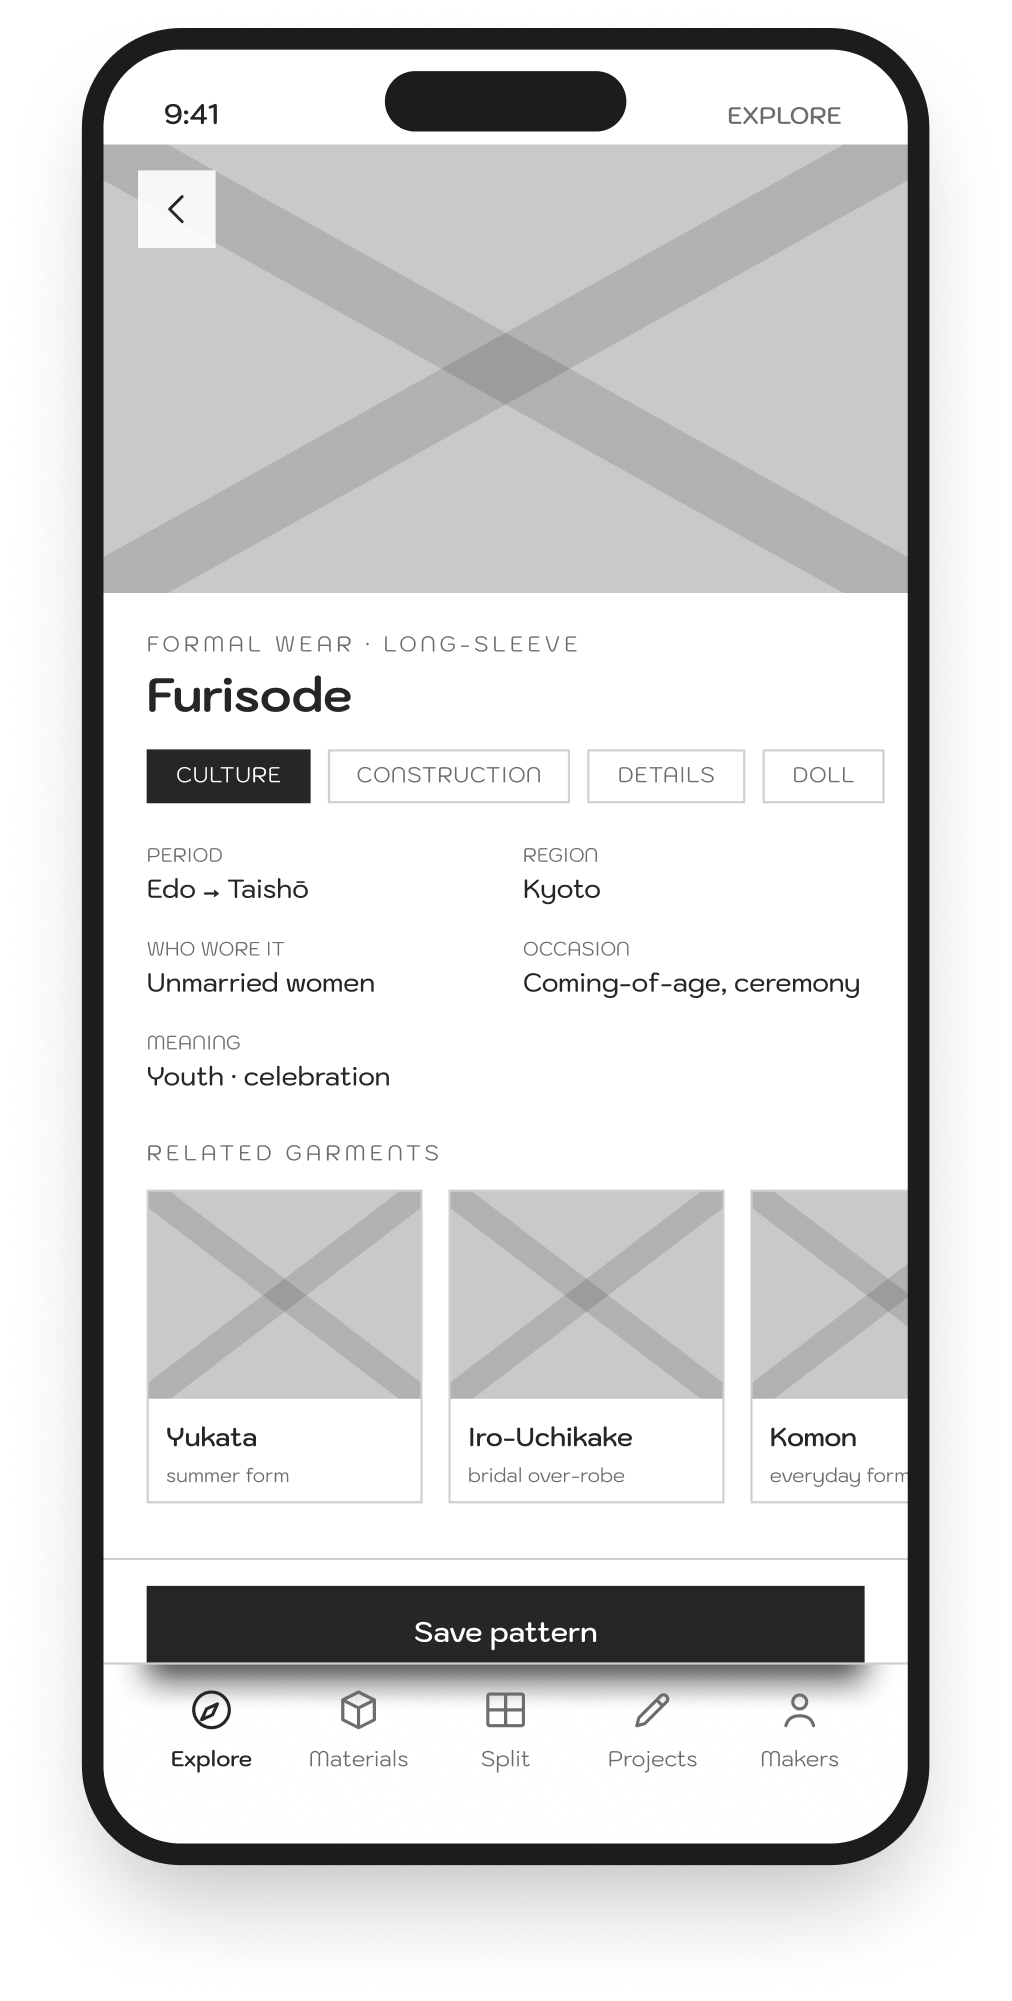 9:41
EXPLORE
FORMAL WEAR · LONG-SLEEVE
Furisode
CULTURE
CONSTRUCTION
DETAILS
DOLL
PERIOD
Edo → Taishō
REGION
Kyoto
WHO WORE IT
Unmarried women
OCCASION
Coming-of-age, ceremony
MEANING
Youth · celebration
RELATED GARMENTS
Yukata
summer form
Iro-Uchikake
bridal over-robe
Komon
everyday form
Save pattern
Explore
Materials
Split
Projects
Makers